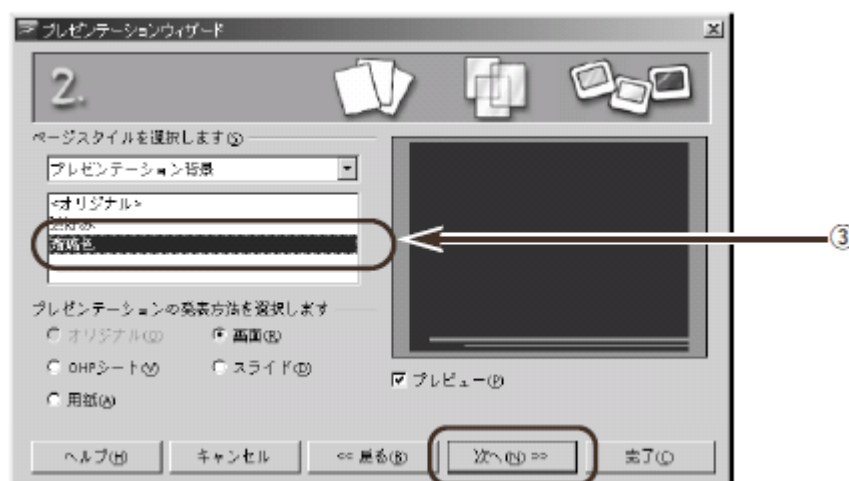 プレゼンテーションウィザード
2.
ページスタイルを選択します(S)
プレゼンテーション背景
<オリジナル>
暗褐色
③
プレゼンテーションの発表方法を選択します
オリジナル(O) 画面(R)
OHPシート(V) スライド(D)
用紙(A)
プレビュー(P)
ヘルプ(H) キャンセル << 戻る(B) 次へ(N) >> 完了(C)